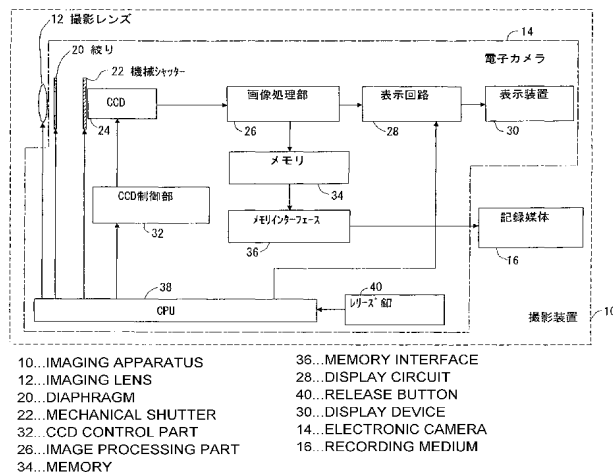 12 撮影レンズ
20 絞り
22 機械シャッター
14
電子カメラ
CCD
24
画像処理部
26
表示回路
28
表示装置
30
メモリ
34
CCD制御部
32
メモリインターフェース
36
記録媒体
16
38
CPU
40
レリーズ釦
撮影装置
10
10...IMAGING APPARATUS
12...IMAGING LENS
20...DIAPHRAGM
22...MECHANICAL SHUTTER
32...CCD CONTROL PART
26...IMAGE PROCESSING PART
34...MEMORY
36...MEMORY INTERFACE
28...DISPLAY CIRCUIT
40...RELEASE BUTTON
30...DISPLAY DEVICE
14...ELECTRONIC CAMERA
16...RECORDING MEDIUM